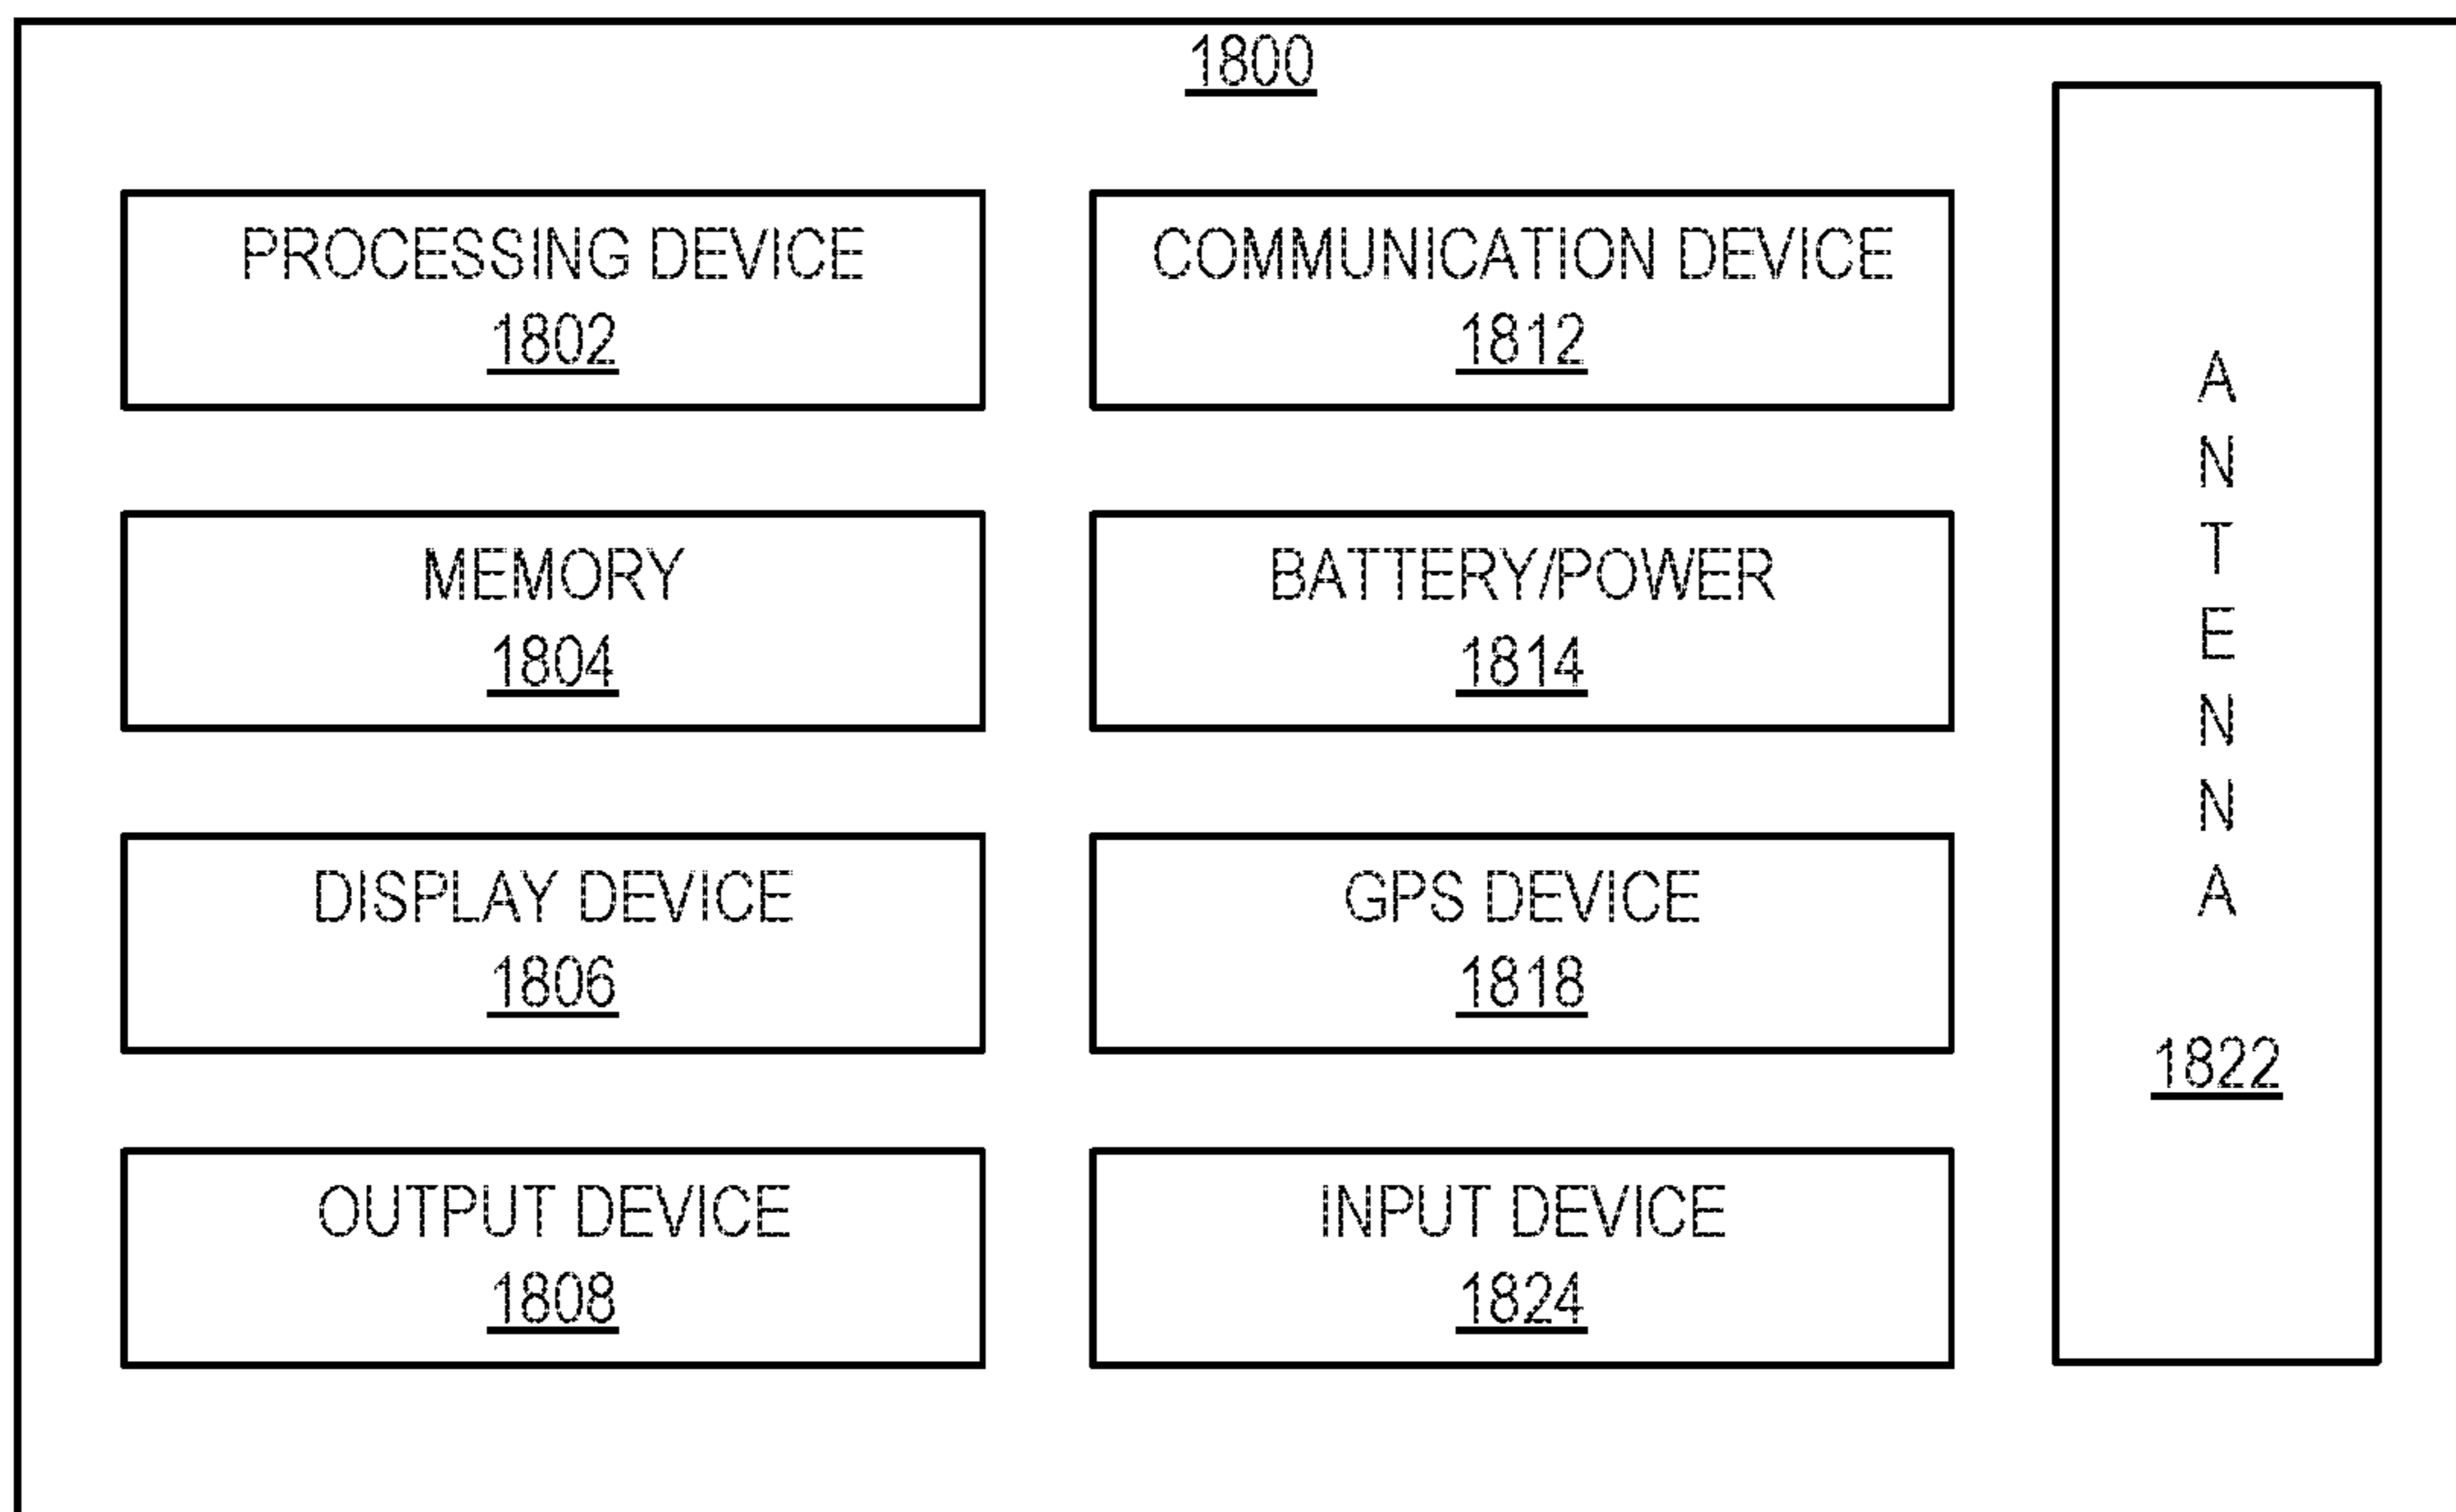 1800
PROCESSING DEVICE
1802
COMMUNICATION DEVICE
1812
MEMORY
1804
BATTERY/POWER
1814
DISPLAY DEVICE
1806
GPS DEVICE
1818
OUTPUT DEVICE
1808
INPUT DEVICE
1824
A
N
T
E
N
N
A
1822